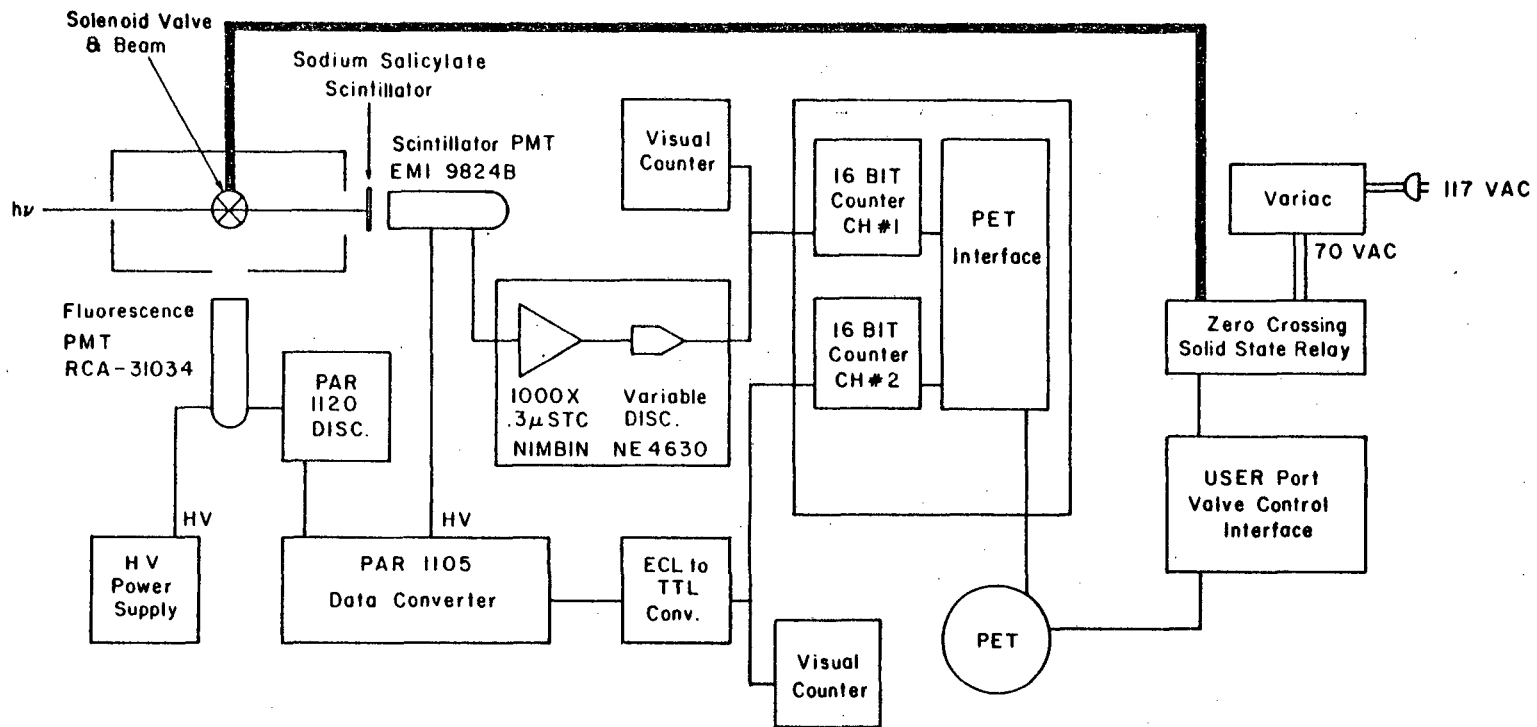 Solenoid Valve
& Beam
Sodium Salicylate
Scintillator
Scintillator PMT
EMI 9824B
hν
Visual
Counter
16 BIT
Counter
CH #1
PET
Interface
Variac
117 VAC
70 VAC
Fluorescence
PMT
RCA-31034
PAR
1120
DISC.
1000X
.3μSTC
NIMBIN
Variable
DISC.
NE 4630
16 BIT
Counter
CH #2
Zero Crossing
Solid State Relay
USER Port
Valve Control
Interface
HV
HV
HV
Power
Supply
PAR 1105
Data Converter
ECL to
TTL
Conv.
Visual
Counter
PET